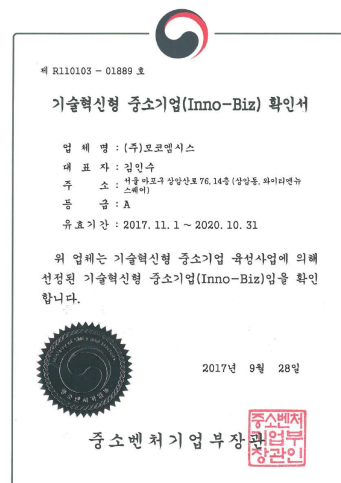 제 R110103 - 01889 호
기술혁신형 중소기업(Inno-Biz) 확인서
업 체 명 : (주)모코엠시스
대 표 자 : 김인수
주 소 : 서울 마포구 상암산로 76, 14층 (상암동, 와이티엔뉴
스퀘어)
등 급 : A
유효기간 : 2017. 11. 1 ~ 2020. 10. 31
위 업체는 기술혁신형 중소기업 육성사업에 의해
선정된 기술혁신형 중소기업(Inno-Biz)임을 확인
합니다.
2017년 9월 28일
중소벤처기업부장관
중소벤처
기업부
장관인